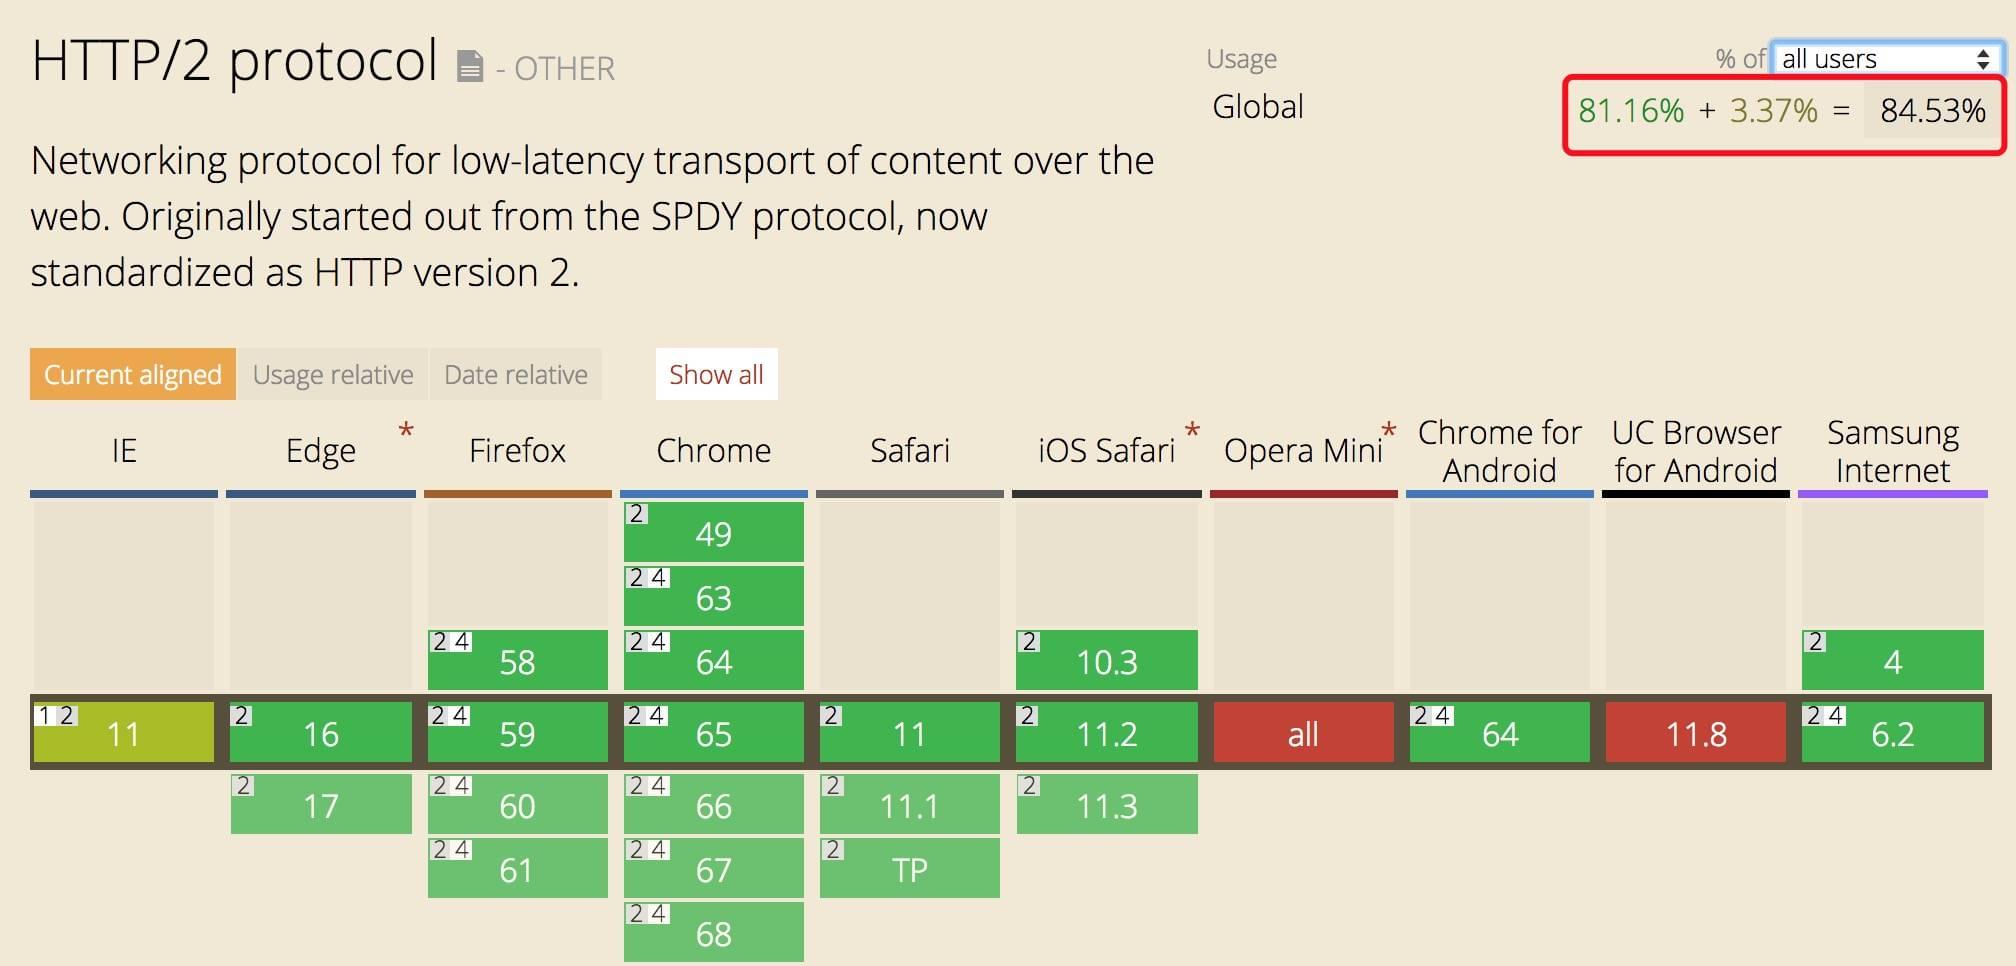 HTTP/2 protocol - OTHER
Usage % of all users
Global 81.16% + 3.37% = 84.53%
Networking protocol for low-latency transport of content over the
web. Originally started out from the SPDY protocol, now
standardized as HTTP version 2.
Current aligned Usage relative Date relative Show all
IE Edge * Firefox Chrome Safari iOS Safari * Opera Mini * Chrome for Android UC Browser for Android Samsung Internet
2 49
2 4 63
2 4 58 2 4 64 2 10.3 2 4
1 2 11 2 16 2 4 59 2 4 65 2 11 2 11.2 all 2 4 64 11.8 2 4 6.2
2 17 2 4 60 2 4 66 2 11.1 2 11.3
2 4 61 2 4 67 2 TP
2 4 68